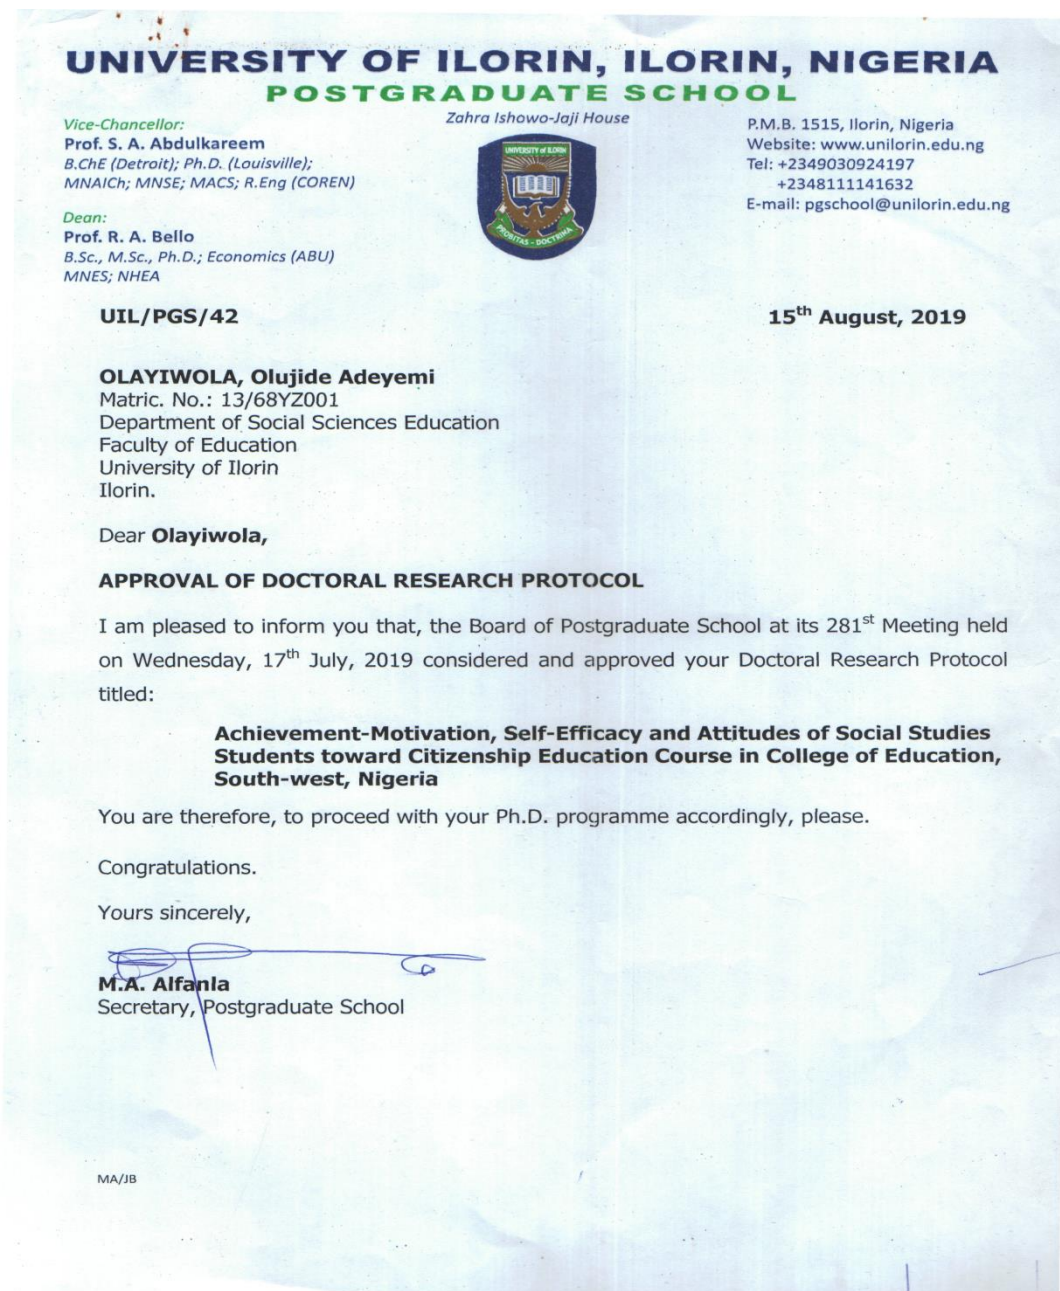 UNIVERSITY OF ILORIN, ILORIN, NIGERIA
POSTGRADUATE SCHOOL
Zahra Ishowo-Jaji House
Vice-Chancellor:
Prof. S. A. Abdulkareem
B.ChE (Detroit); Ph.D. (Louisville);
MNAICh; MNSE; MACS; R.Eng (COREN)
Dean:
Prof. R. A. Bello
B.Sc., M.Sc., Ph.D.; Economics (ABU)
MNES; NHEA
UNIVERSITY of ILORIN
PROBITAS - DOCTRINA
P.M.B. 1515, Ilorin, Nigeria
Website: www.unilorin.edu.ng
Tel: +2349030924197
+2348111141632
E-mail: pgschool@unilorin.edu.ng
UIL/PGS/42
15th August, 2019
OLAYIWOLA, Olujide Adeyemi
Matric. No.: 13/68YZ001
Department of Social Sciences Education
Faculty of Education
University of Ilorin
Ilorin.
Dear Olayiwola,
APPROVAL OF DOCTORAL RESEARCH PROTOCOL
I am pleased to inform you that, the Board of Postgraduate School at its 281st Meeting held
on Wednesday, 17th July, 2019 considered and approved your Doctoral Research Protocol
titled:
Achievement-Motivation, Self-Efficacy and Attitudes of Social Studies
Students toward Citizenship Education Course in College of Education,
South-west, Nigeria
You are therefore, to proceed with your Ph.D. programme accordingly, please.
Congratulations.
Yours sincerely,
M.A. Alfanla
Secretary, Postgraduate School
MA/JB